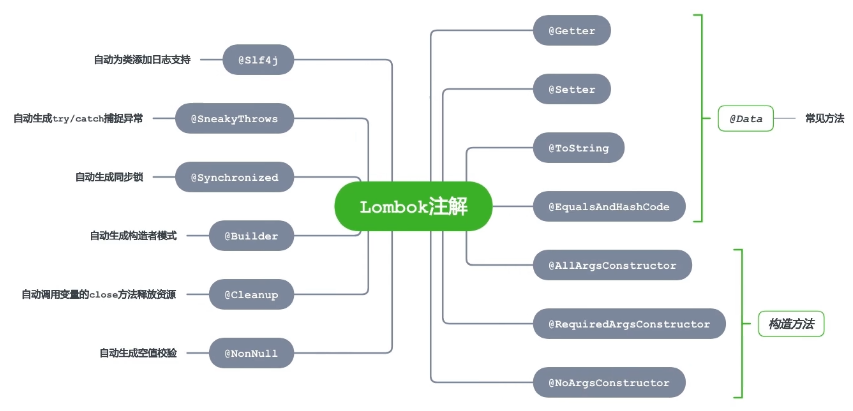 Lombok注解
@Slf4j
自动为类添加日志支持
@SneakyThrows
自动生成try/catch捕捉异常
@Synchronized
自动生成同步锁
@Builder
自动生成构造者模式
@Cleanup
自动调用变量的close方法释放资源
@NonNull
自动生成空值校验
@Getter
@Setter
@ToString
@EqualsAndHashCode
@Data
常见方法
@AllArgsConstructor
@RequiredArgsConstructor
@NoArgsConstructor
构造方法